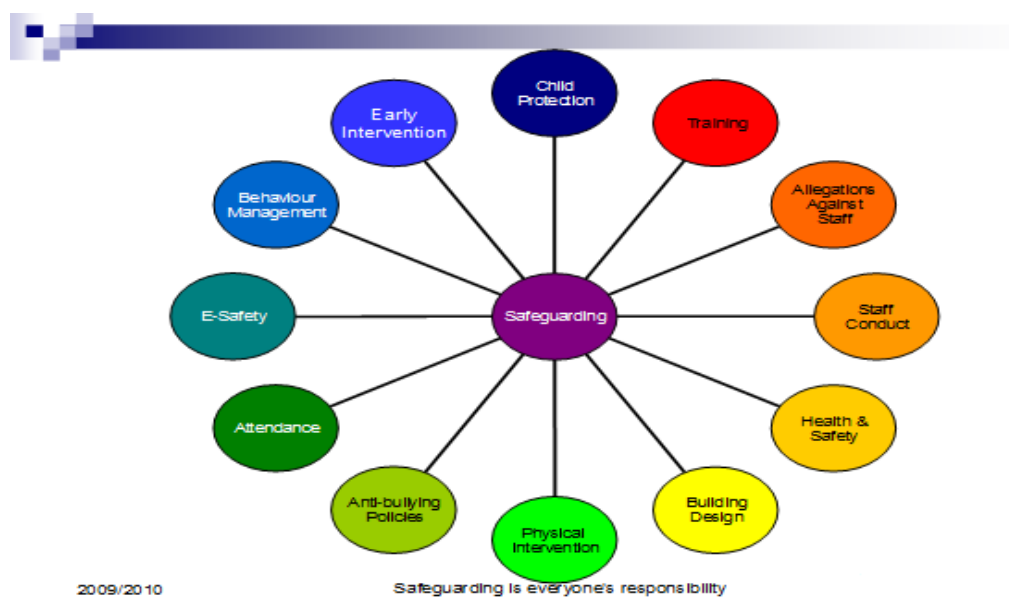 Child
Protection
Training
Allegations
Against
Staff
Staff
Conduct
Health &
Safety
Building
Design
Physical
Intervention
Anti-bullying
Policies
Attendance
E-Safety
Behaviour
Management
Early
Intervention
Safeguarding
2009/2010
Safeguarding is everyone's responsibility